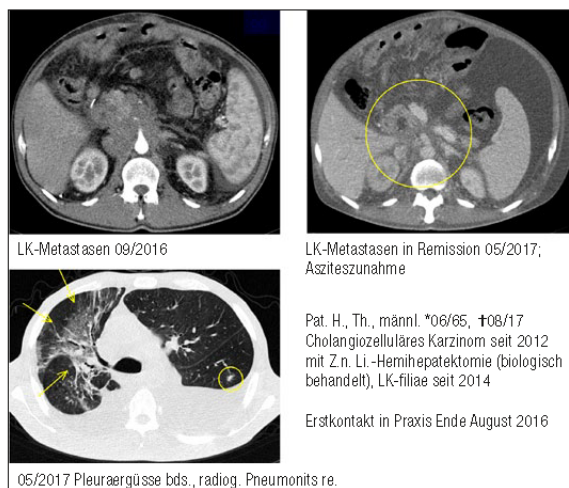 LK-Metastasen 09/2016
LK-Metastasen in Remission 05/2017;
Asziteszunahme
Pat. H., Th., männl. *06/65, ✝08/17
Cholangiozelluläres Karzinom seit 2012
mit Z.n. Li.-Hemihepatektomie (biologisch
behandelt), LK-filiae seit 2014
Erstkontakt in Praxis Ende August 2016
05/2017 Pleuraergüsse bds., radiog. Pneumonits re.